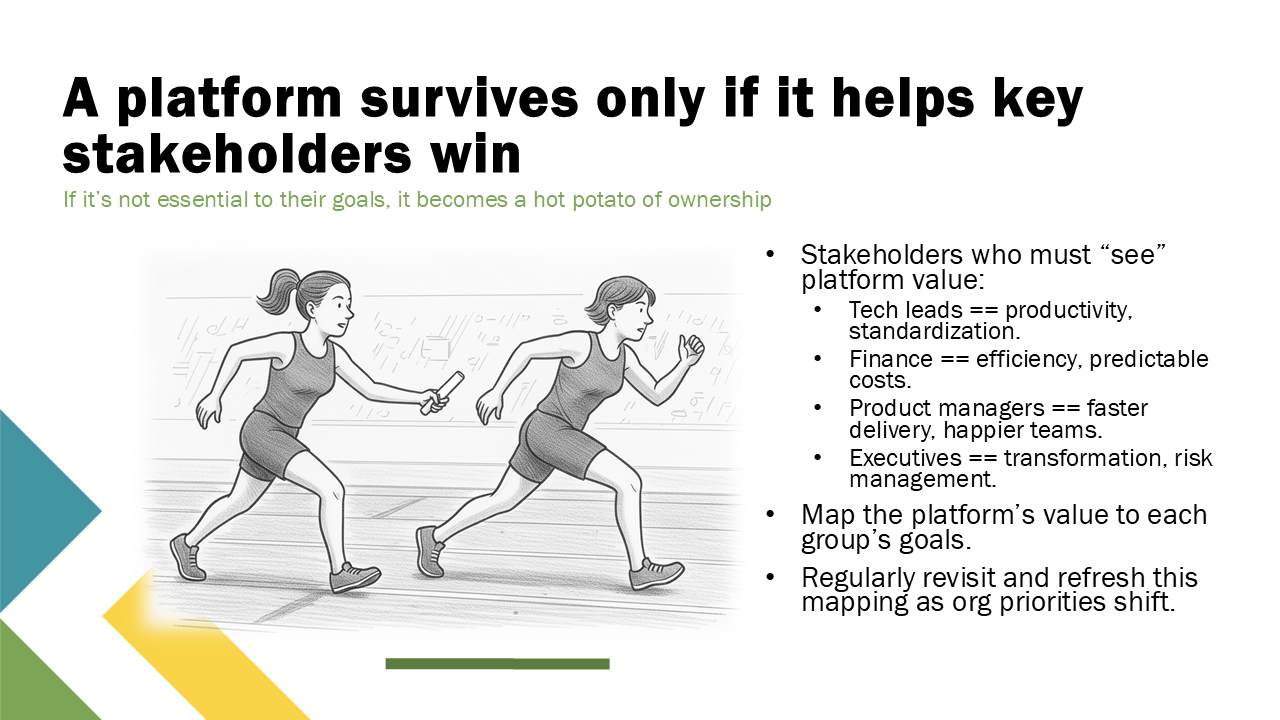 A platform survives only if it helps key
stakeholders win
If it’s not essential to their goals, it becomes a hot potato of ownership
• Stakeholders who must “see”
platform value:
• Tech leads == productivity,
standardization.
• Finance == efficiency, predictable
costs.
• Product managers == faster
delivery, happier teams.
• Executives == transformation, risk
management.
• Map the platform’s value to each
group’s goals.
• Regularly revisit and refresh this
mapping as org priorities shift.